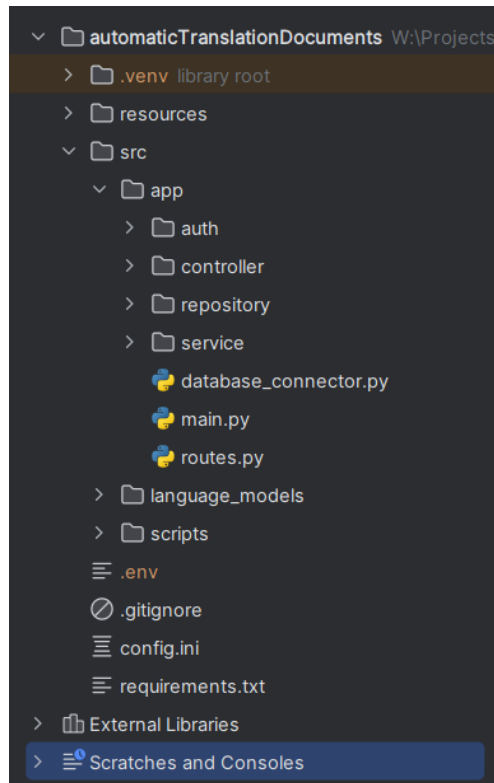 automaticTranslationDocuments W:\Projects
.venv library root
resources
src
app
auth
controller
repository
service
database_connector.py
main.py
routes.py
language_models
scripts
.env
.gitignore
config.ini
requirements.txt
External Libraries
Scratches and Consoles